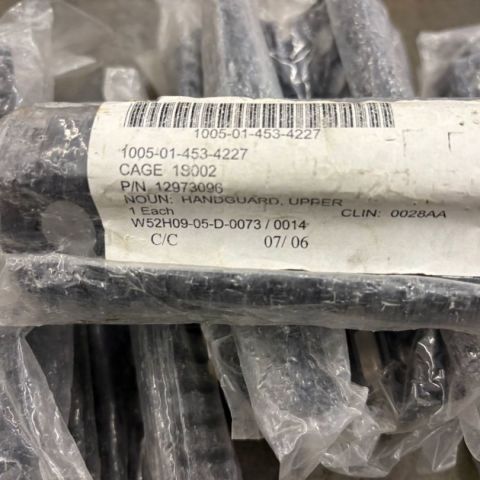 1005-01-453-4227
1005-01-453-4227
CAGE 1S002
P/N 12973096
NOUN: HANDGUARD, UPPER
1 Each CLIN: 0028AA
W52H09-05-D-0073 / 0014
C/C 07/ 06